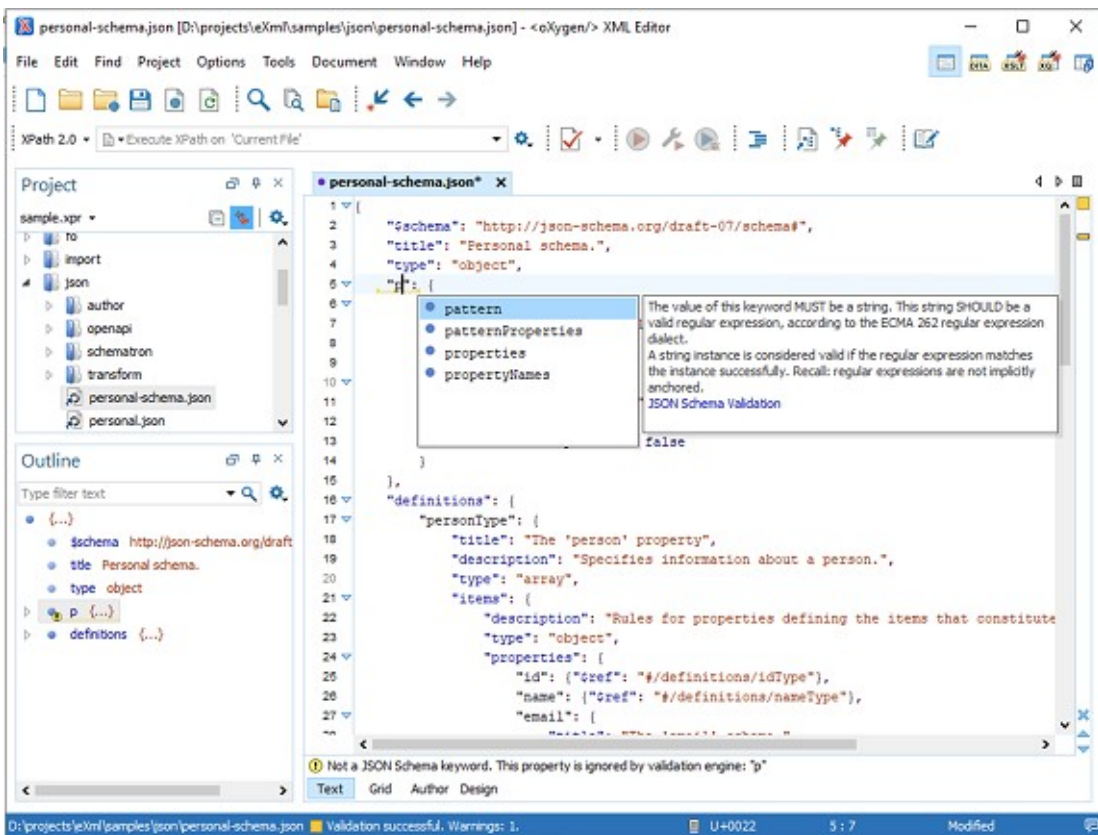 personal-schema.json [D:\projects\eXml\samples\json\personal-schema.json] - <oXygen/> XML Editor
File Edit Find Project Options Tools Document Window Help
DITA XSLT XQ
XPath 2.0 Execute XPath on 'Current File'
Project
sample.xpr
fo
import
json
author
openapi
schematron
transform
personal-schema.json
personal.json
Outline
Type filter text
{...}
$schema http://json-schema.org/draft
title Personal schema.
type object
p {...}
definitions {...}
personal-schema.json*
1 {
2 "$schema": "http://json-schema.org/draft-07/schema#",
3 "title": "Personal schema.",
4 "type": "object",
5 "p": {
6
7
8
9
10
11 "
12
13 false
14 }
15 },
16 "definitions": {
17 "personType": {
18 "title": "The 'person' property",
19 "description": "Specifies information about a person.",
20 "type": "array",
21 "items": {
22 "description": "Rules for properties defining the items that constitute
23 "type": "object",
24 "properties": {
25 "id": {"$ref": "#/definitions/idType"},
26 "name": {"$ref": "#/definitions/nameType"},
27 "email": {
pattern
patternProperties
properties
propertyNames
The value of this keyword MUST be a string. This string SHOULD be a
valid regular expression, according to the ECMA 262 regular expression
dialect.
A string instance is considered valid if the regular expression matches
the instance successfully. Recall: regular expressions are not implicitly
anchored.
JSON Schema Validation
Not a JSON Schema keyword. This property is ignored by validation engine: "p"
Text Grid Author Design
D:\projects\eXml\samples\json\personal-schema.json Validation successful. Warnings: 1. U+0022 5:7 Modified